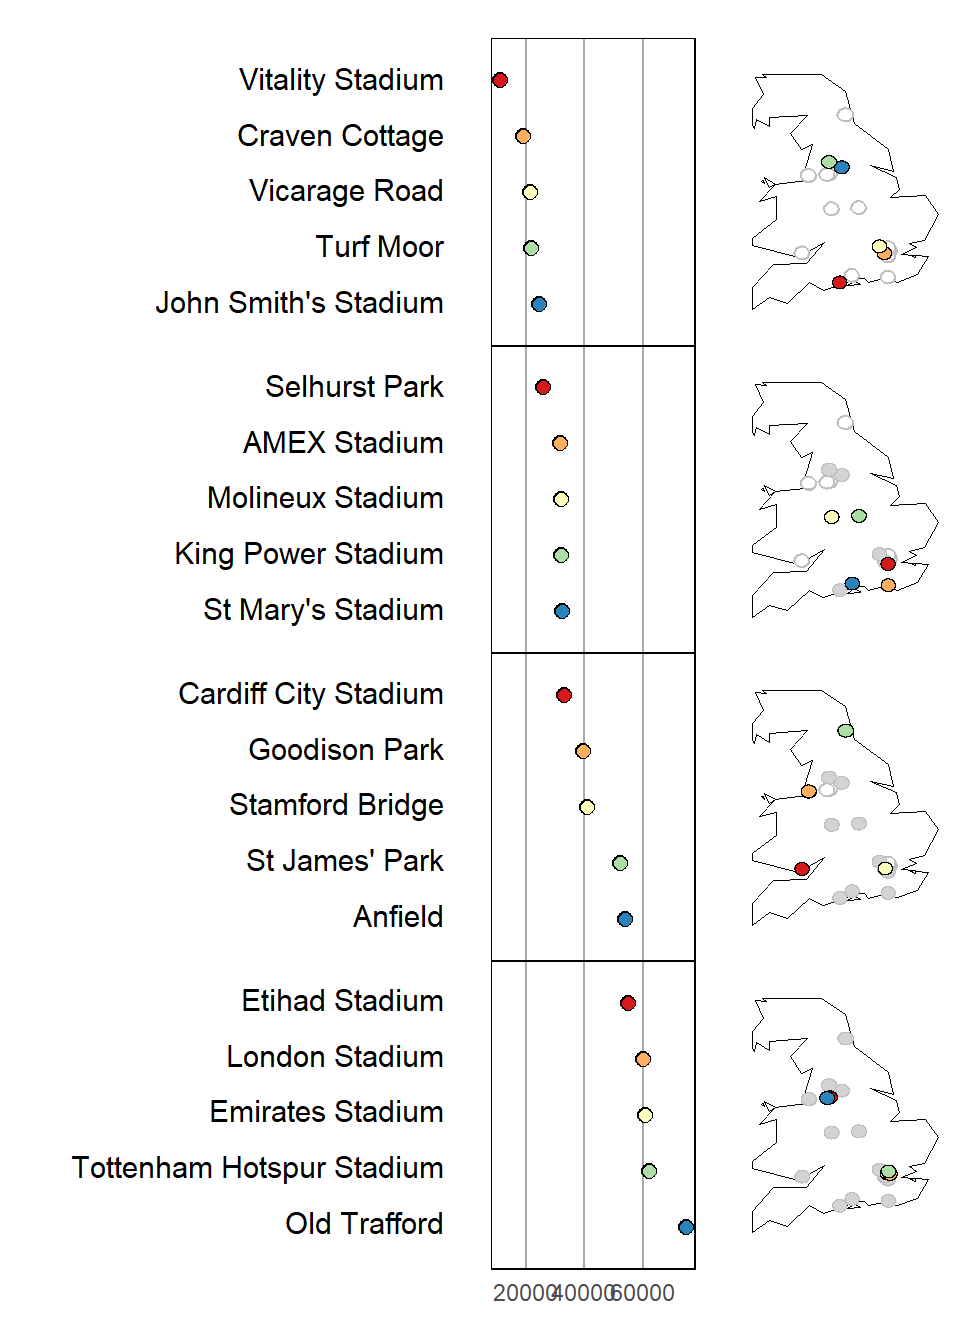 Vitality Stadium
Craven Cottage
Vicarage Road
Turf Moor
John Smith's Stadium
Selhurst Park
AMEX Stadium
Molineux Stadium
King Power Stadium
St Mary's Stadium
Cardiff City Stadium
Goodison Park
Stamford Bridge
St James' Park
Anfield
Etihad Stadium
London Stadium
Emirates Stadium
Tottenham Hotspur Stadium
Old Trafford
20000 40000 60000